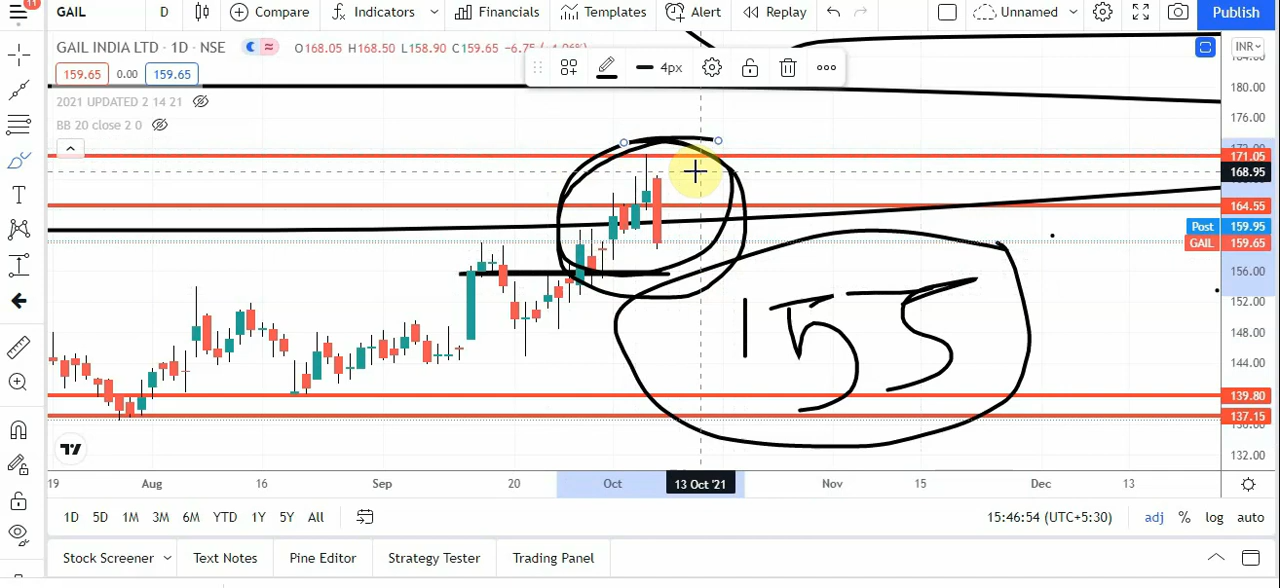 11
GAIL D Compare Indicators Financials Templates Alert Replay Unnamed Publish
GAIL INDIA LTD · 1D · NSE O168.05 H168.50 L158.90 C159.65 −6.75 INR
4px
159.65 0.00 159.65
180.00
2021 UPDATED 2 14 21
176.00
BB 20 close 2 0
171.05
168.95
164.55
Post 159.95
GAIL 159.65
156.00
152.00
155
148.00
144.00
139.80
137.15
132.00
19 Aug 16 Sep 20 Oct 13 Oct '21 Nov 15 Dec 13
1D 5D 1M 3M 6M YTD 1Y 5Y All 15:46:54 (UTC+5:30) adj % log auto
Stock Screener Text Notes Pine Editor Strategy Tester Trading Panel